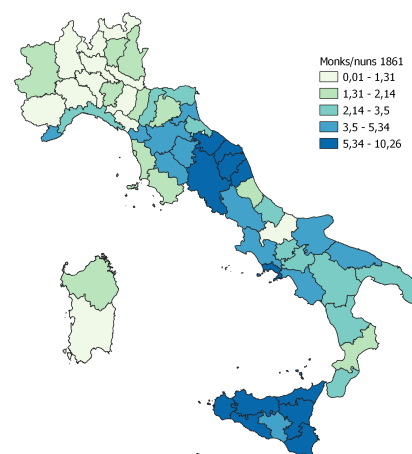 Monks/nuns 1861
0,01 - 1,31
1,31 - 2,14
2,14 - 3,5
3,5 - 5,34
5,34 - 10,26